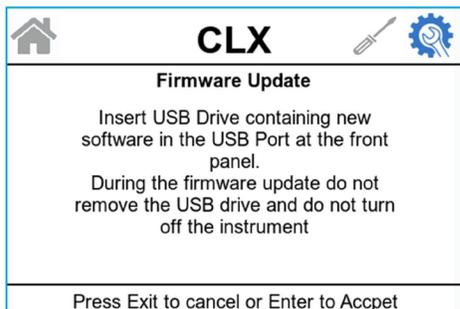 CLX
Firmware Update
Insert USB Drive containing new
software in the USB Port at the front
panel.
During the firmware update do not
remove the USB drive and do not turn
off the instrument
Press Exit to cancel or Enter to Accpet